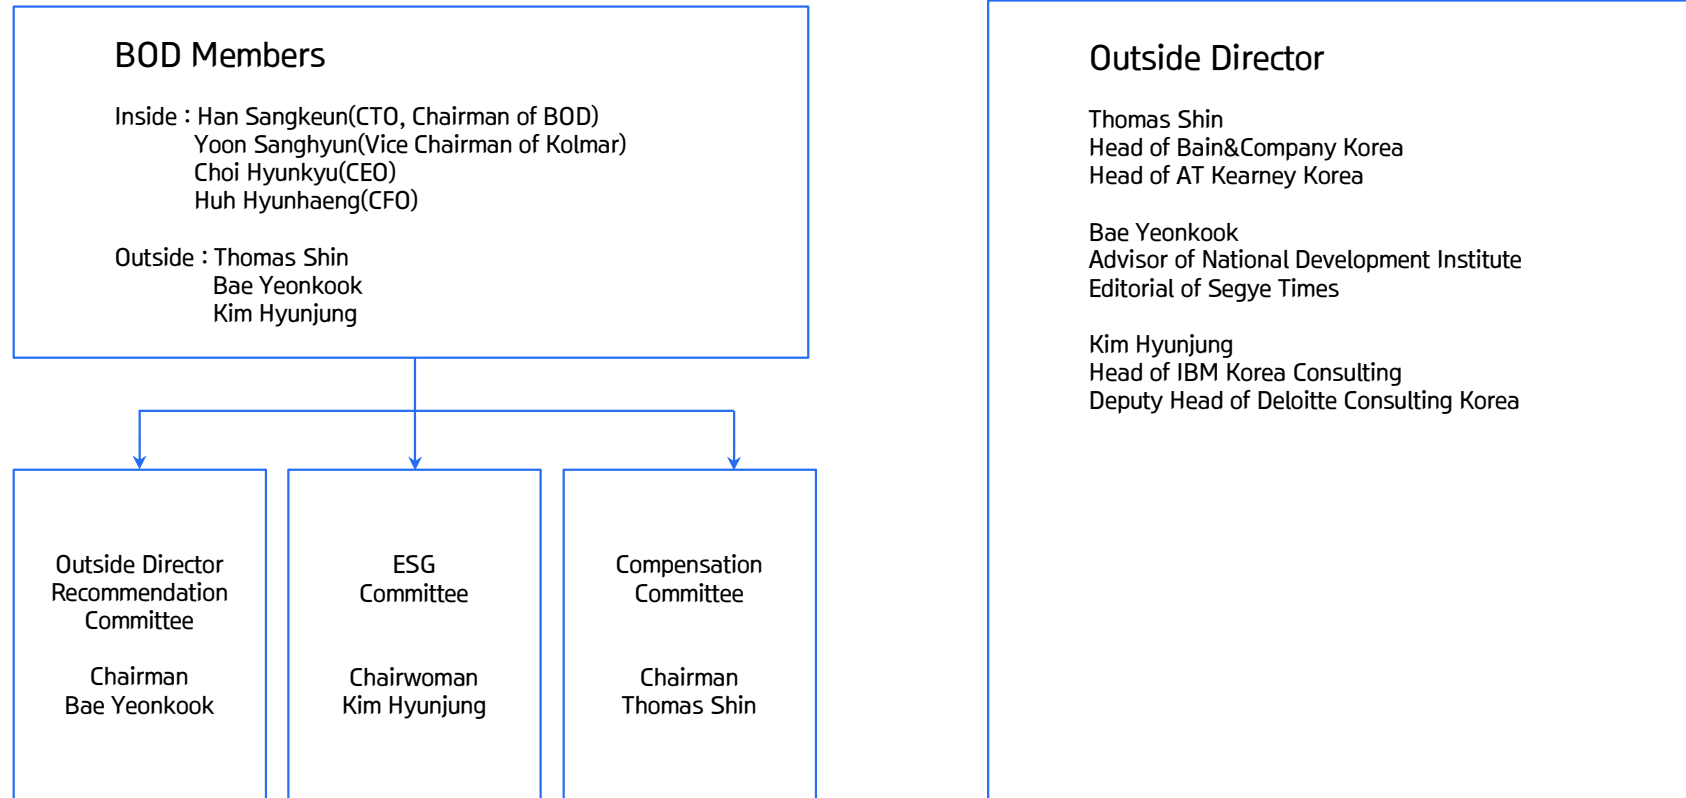 BOD Members
Inside : Han Sangkeun(CTO, Chairman of BOD)
Yoon Sanghyun(Vice Chairman of Kolmar)
Choi Hyunkyu(CEO)
Huh Hyunhaeng(CFO)
Outside : Thomas Shin
Bae Yeonkook
Kim Hyunjung
Outside Director
Recommendation
Committee
Chairman
Bae Yeonkook
ESG
Committee
Chairwoman
Kim Hyunjung
Compensation
Committee
Chairman
Thomas Shin
Outside Director
Thomas Shin
Head of Bain&Company Korea
Head of AT Kearney Korea
Bae Yeonkook
Advisor of National Development Institute
Editorial of Segye Times
Kim Hyunjung
Head of IBM Korea Consulting
Deputy Head of Deloitte Consulting Korea